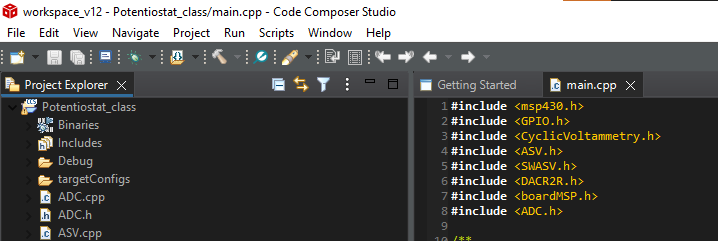 workspace_v12 - Potentiostat_class/main.cpp - Code Composer Studio
File Edit View Navigate Project Run Scripts Window Help
Project Explorer
Potentiostat_class
Binaries
Includes
Debug
targetConfigs
ADC.cpp
ADC.h
ASV.cpp
Getting Started main.cpp
1 #include <msp430.h>
2 #include <GPIO.h>
3 #include <CyclicVoltammetry.h>
4 #include <ASV.h>
5 #include <SWASV.h>
6 #include <DACR2R.h>
7 #include <boardMSP.h>
8 #include <ADC.h>
9
10 /**